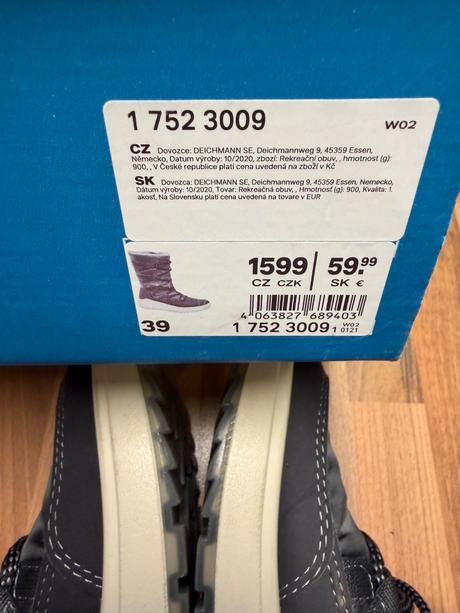 1 752 3009
W02
CZ Dovozce: DEICHMANN SE, Deichmannweg 9, 45359 Essen,
Německo, Datum výroby: 10/2020, zbozí: Rekreační obuv, , hmotnost (g):
900, , V České republice platí cena uvedená na zboží v Kč
SK Dovozca: DEICHMANN SE, Deichmannweg 9, 45359 Essen, Nemecko,
Dátum výroby: 10/2020, Tovar: Rekreačná obuv, , Hmotnosť (g): 900, Kvalita: 1.
akosť, Na Slovensku platí cena uvedená na tovare v EUR
1599 59.99
CZ CZK SK €
4 063827 689403
39
1 752 3009 1 W02 0121